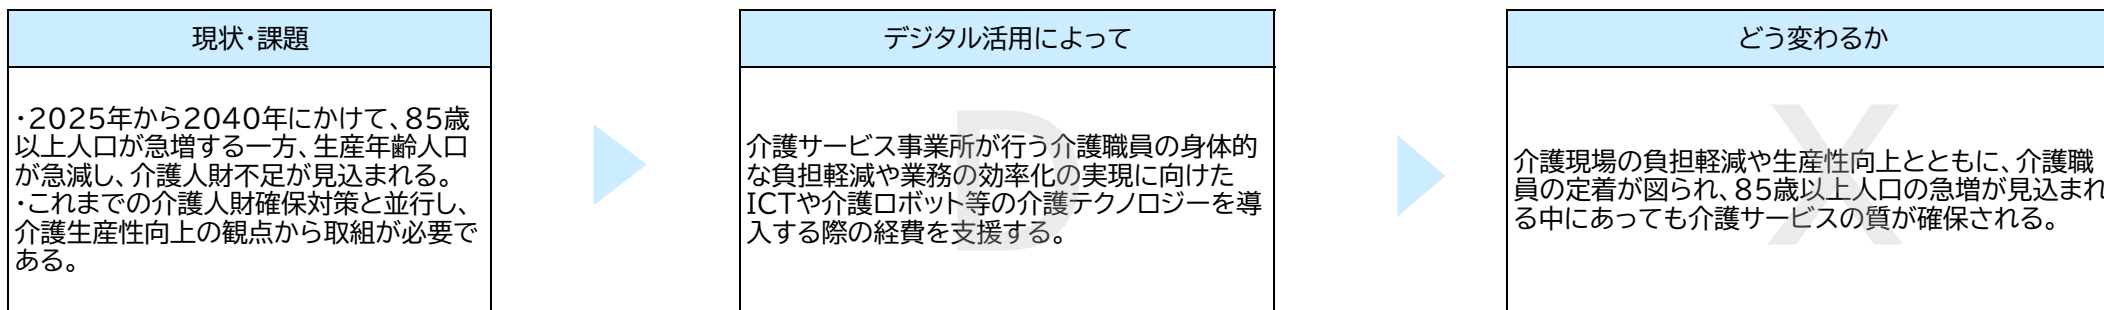 現状・課題
・2025年から2040年にかけて、85歳
以上人口が急増する一方、生産年齢人口
が急減し、介護人財不足が見込まれる。
・これまでの介護人財確保対策と並行し、
介護生産性向上の観点から取組が必要で
ある。
デジタル活用によって
介護サービス事業所が行う介護職員の身体的
な負担軽減や業務の効率化の実現に向けた
ICTや介護ロボット等の介護テクノロジーを導
入する際の経費を支援する。
D
どう変わるか
介護現場の負担軽減や生産性向上とともに、介護職
員の定着が図られ、85歳以上人口の急増が見込まれ
る中にあっても介護サービスの質が確保される。
X